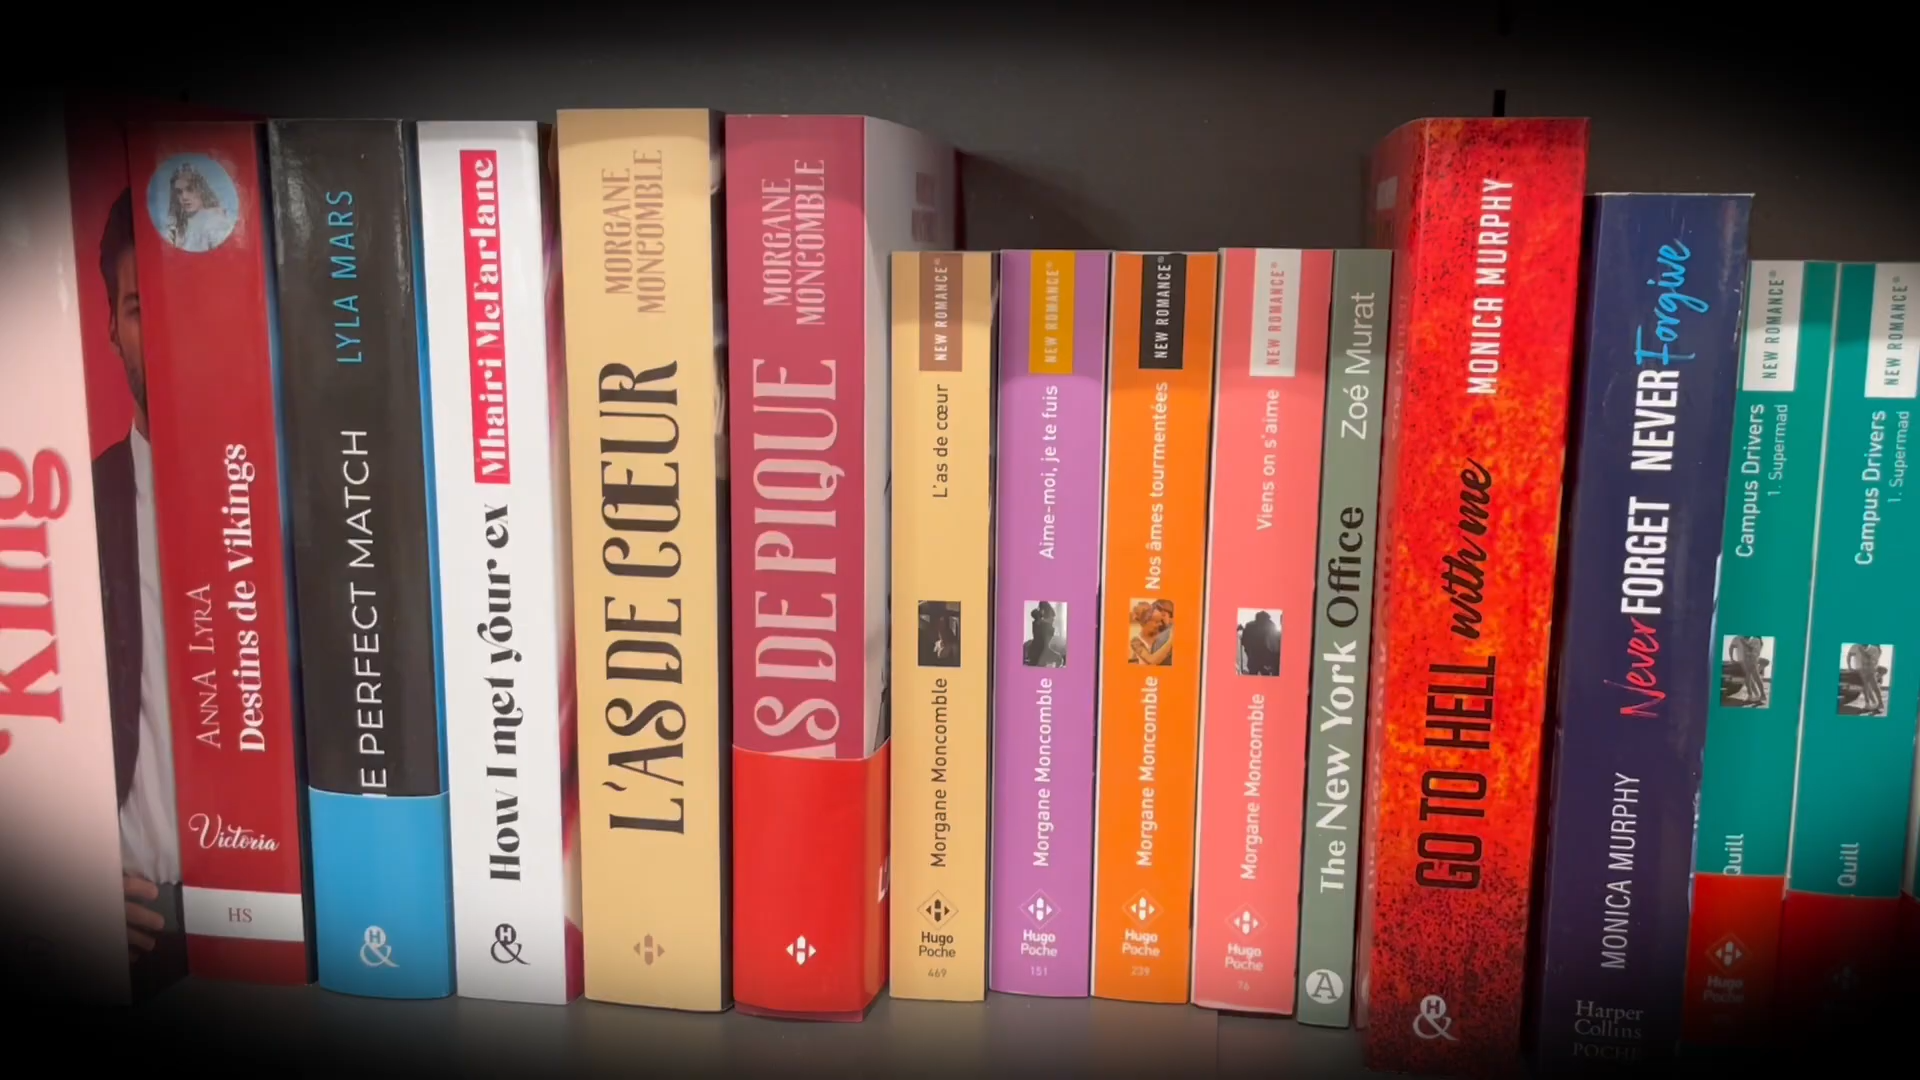 king
ANNA LYRA
Destins de Vikings
Victoria
HS
LYLA MARS
PERFECT MATCH
&H
Mhairi McFarlane
How I met your ex
&H
MORGANE
MONCOMBLE
L'AS DE CŒUR
MORGANE
MONCOMBLE
AS DE PIQUE
NEW ROMANCE®
L'as de cœur
Morgane Moncomble
Hugo
Poche
469
NEW ROMANCE®
Aime-moi, je te fuis
Morgane Moncomble
Hugo
Poche
151
NEW ROMANCE®
Nos âmes tourmentées
Morgane Moncomble
Hugo
Poche
239
NEW ROMANCE®
Viens on s'aime
Morgane Moncomble
Hugo
Poche
76
Zoé Murat
The New York Office
A
MONICA MURPHY
GO TO HELL with me
&H
Never FORGET NEVER Forgive
MONICA MURPHY
Harper
Collins
POCHE
NEW ROMANCE®
Campus Drivers
1. Supermad
Quill
Hugo
Poche
NEW ROMANCE®
Campus Drivers
1. Supermad
Quill